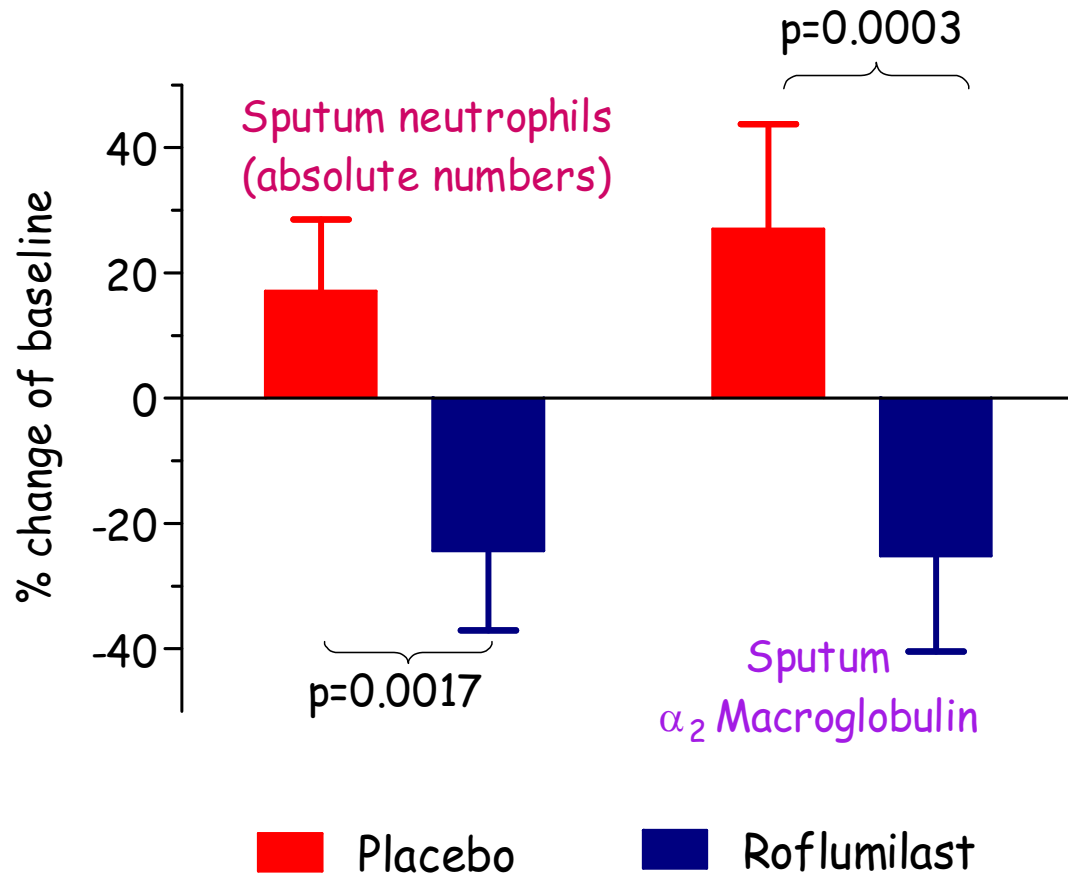 p=0.0003
Sputum neutrophils
(absolute numbers)
% change of baseline
40
20
0
-20
-40
p=0.0017
Sputum
α₂ Macroglobulin
Placebo
Roflumilast